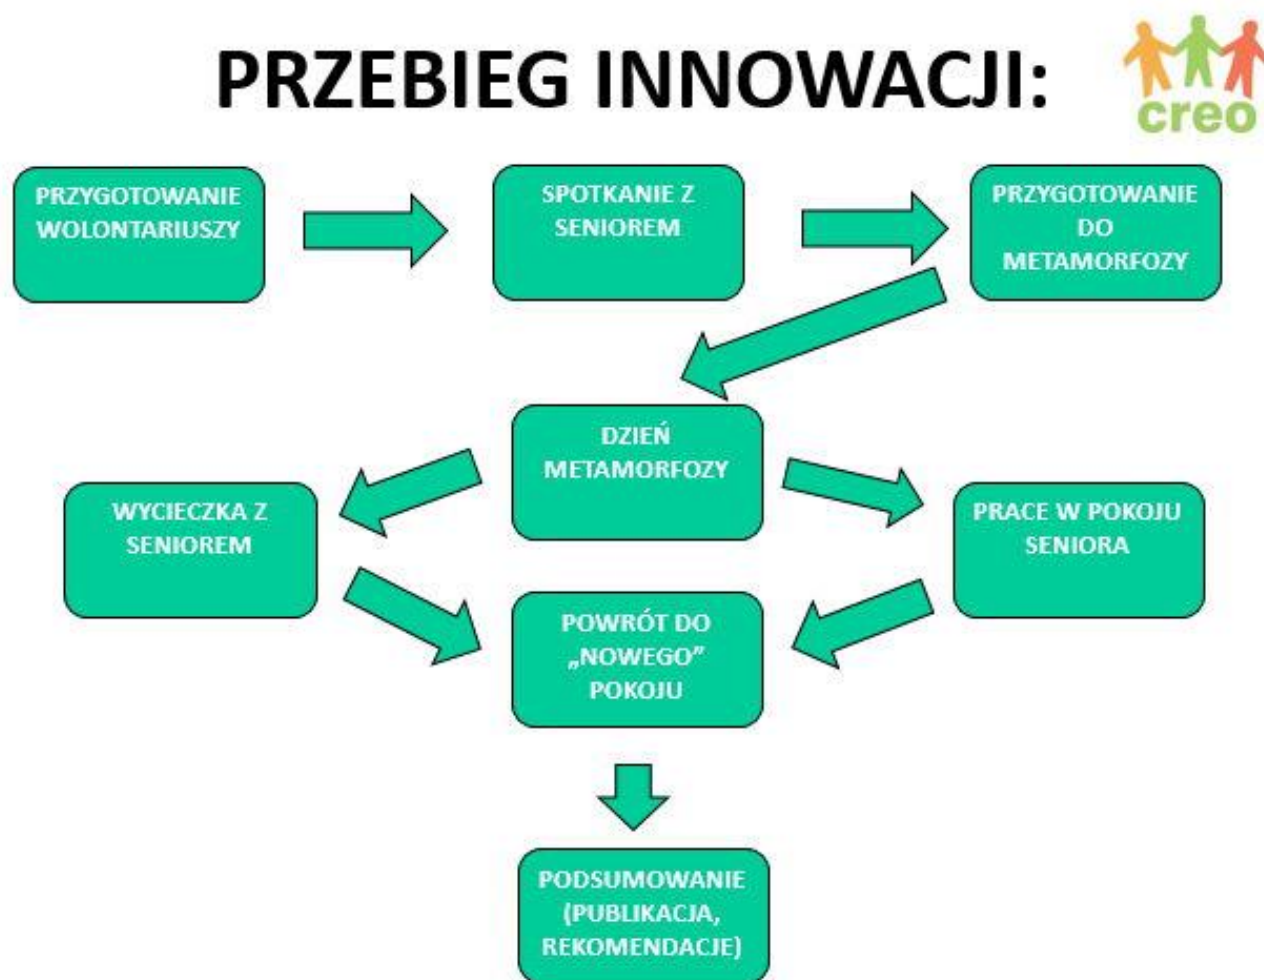 PRZEBIEG INNOWACJI:
creo
PRZYGOTOWANIE
WOLONTARIUSZY
SPOTKANIE Z
SENIOREM
PRZYGOTOWANIE
DO
METAMORFOZY
DZIEŃ
METAMORFOZY
WYCIECZKA Z
SENIOREM
PRACE W POKOJU
SENIORA
POWRÓT DO
„NOWEGO”
POKOJU
PODSUMOWANIE
(PUBLIKACJA,
REKOMENDACJE)